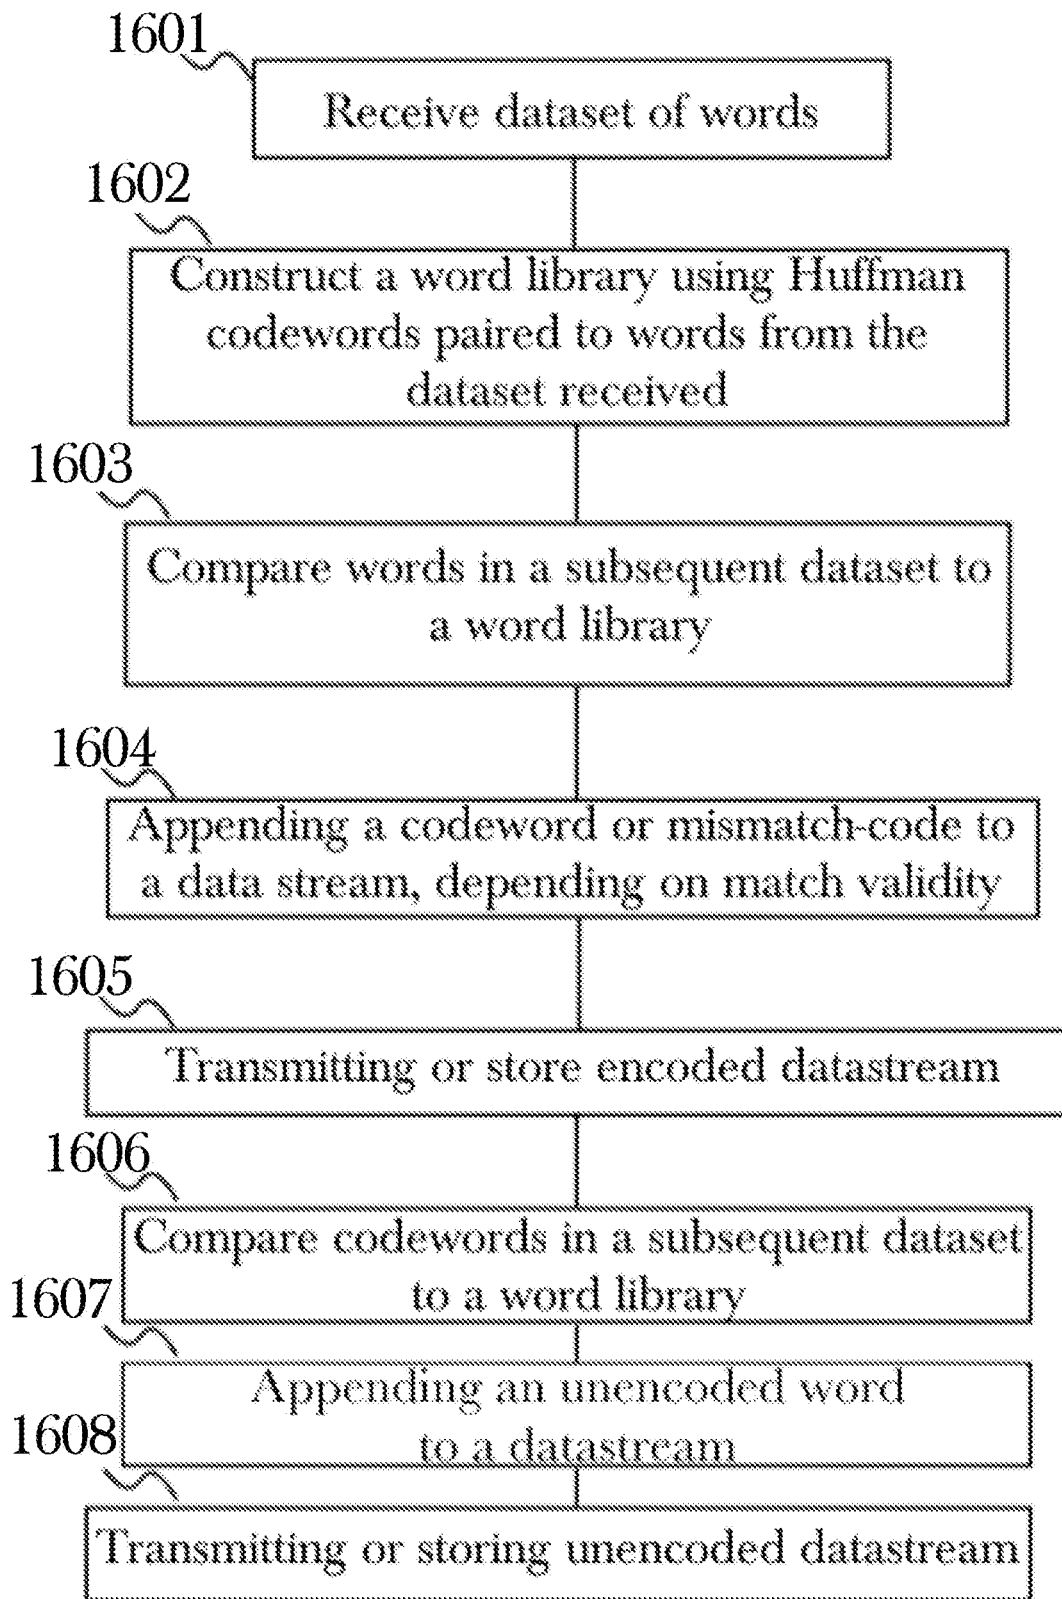 1601
Receive dataset of words
1602
Construct a word library using Huffman
codewords paired to words from the
dataset received
1603
Compare words in a subsequent dataset to
a word library
1604
Appending a codeword or mismatch-code to
a data stream, depending on match validity
1605
Transmitting or store encoded datastream
1606
Compare codewords in a subsequent dataset
to a word library
1607
Appending an unencoded word
to a datastream
1608
Transmitting or storing unencoded datastream